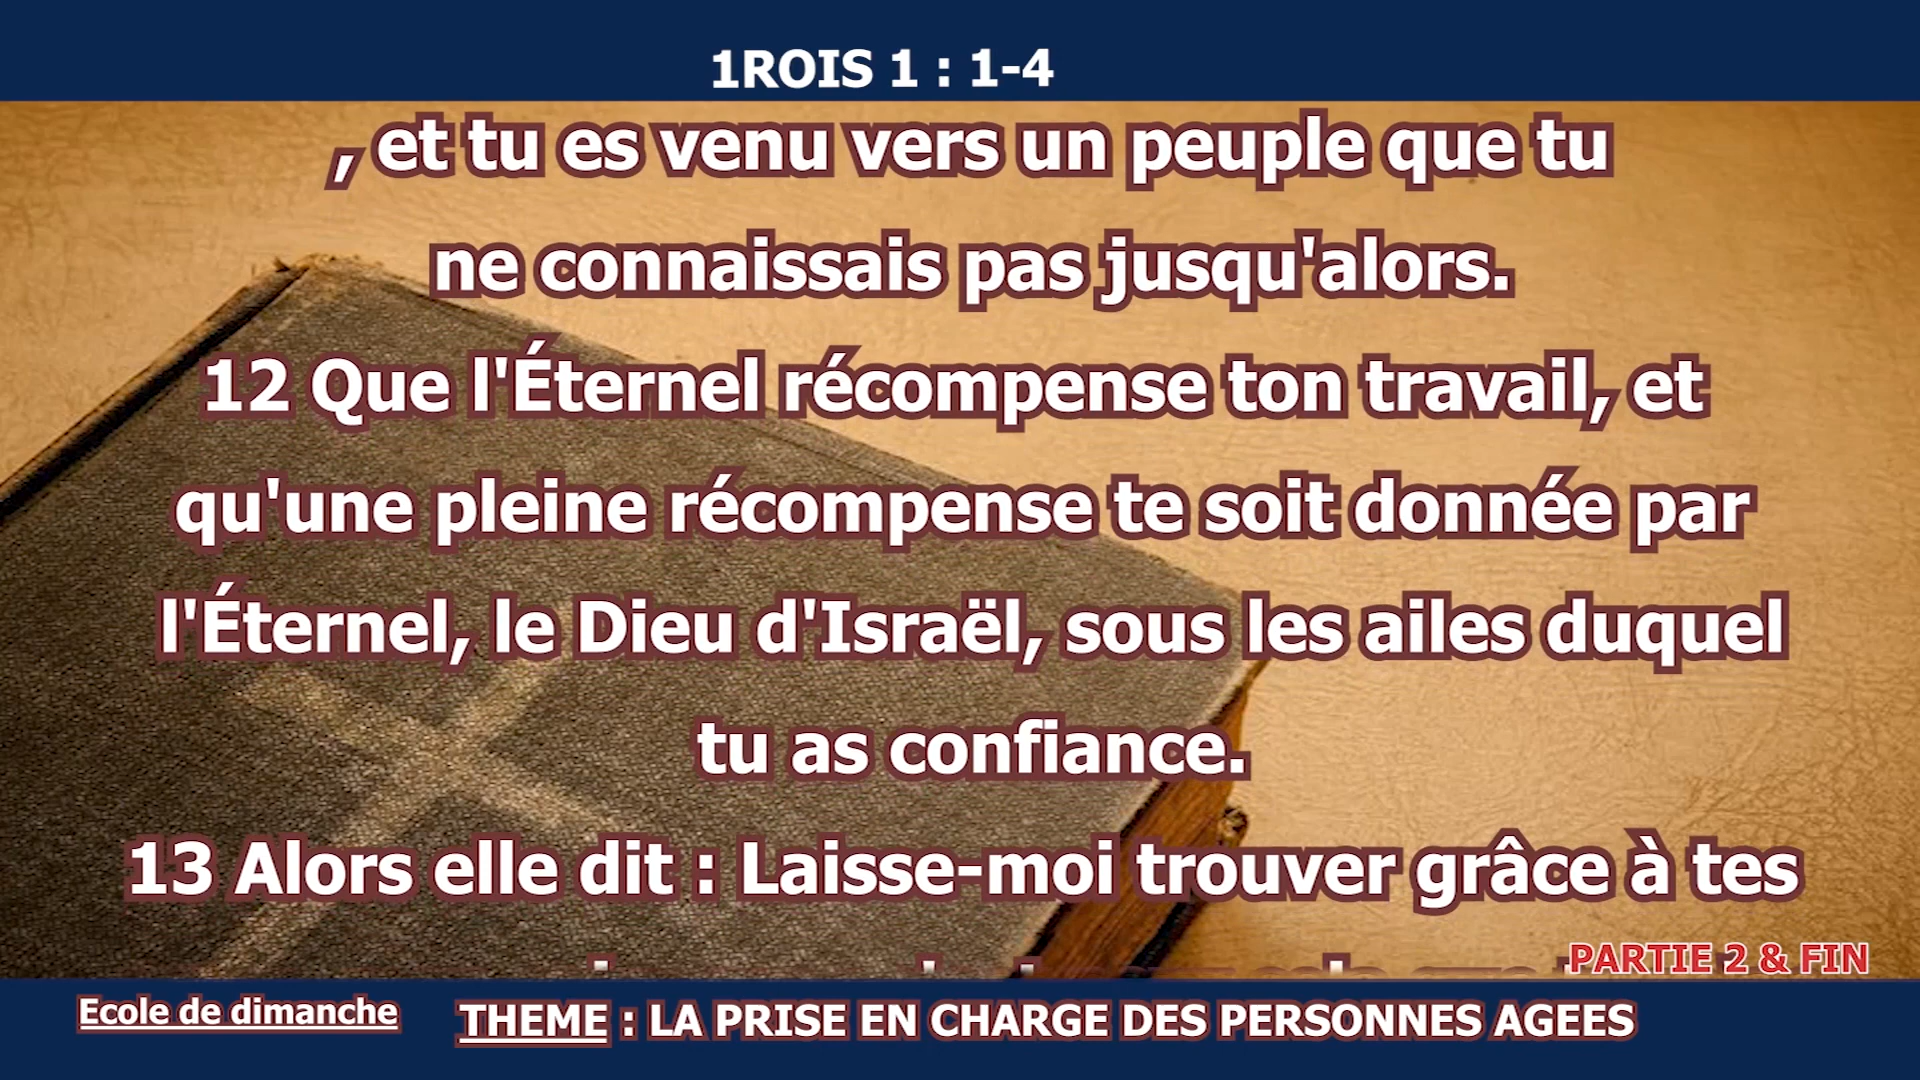 1ROIS 1 : 1-4
, et tu es venu vers un peuple que tu
ne connaissais pas jusqu'alors.
12 Que l'Éternel récompense ton travail, et
qu'une pleine récompense te soit donnée par
l'Éternel, le Dieu d'Israël, sous les ailes duquel
tu as confiance.
13 Alors elle dit : Laisse-moi trouver grâce à tes
PARTIE 2 & FIN
Ecole de dimanche
THEME : LA PRISE EN CHARGE DES PERSONNES AGEES